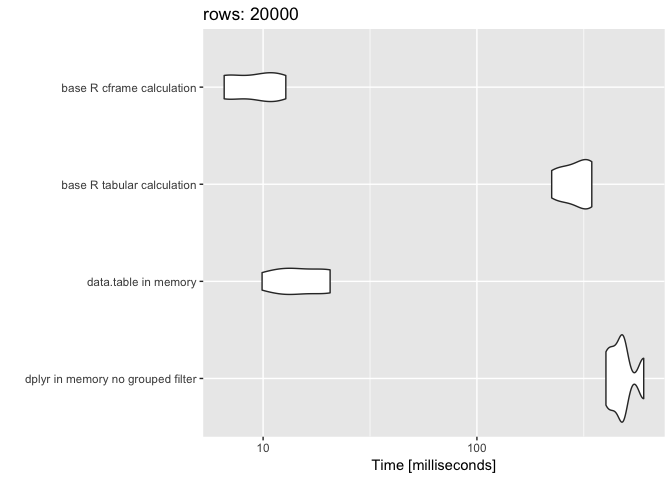 rows: 20000
base R cframe calculation
base R tabular calculation
data.table in memory
dplyr in memory no grouped filter
10 100
Time [milliseconds]